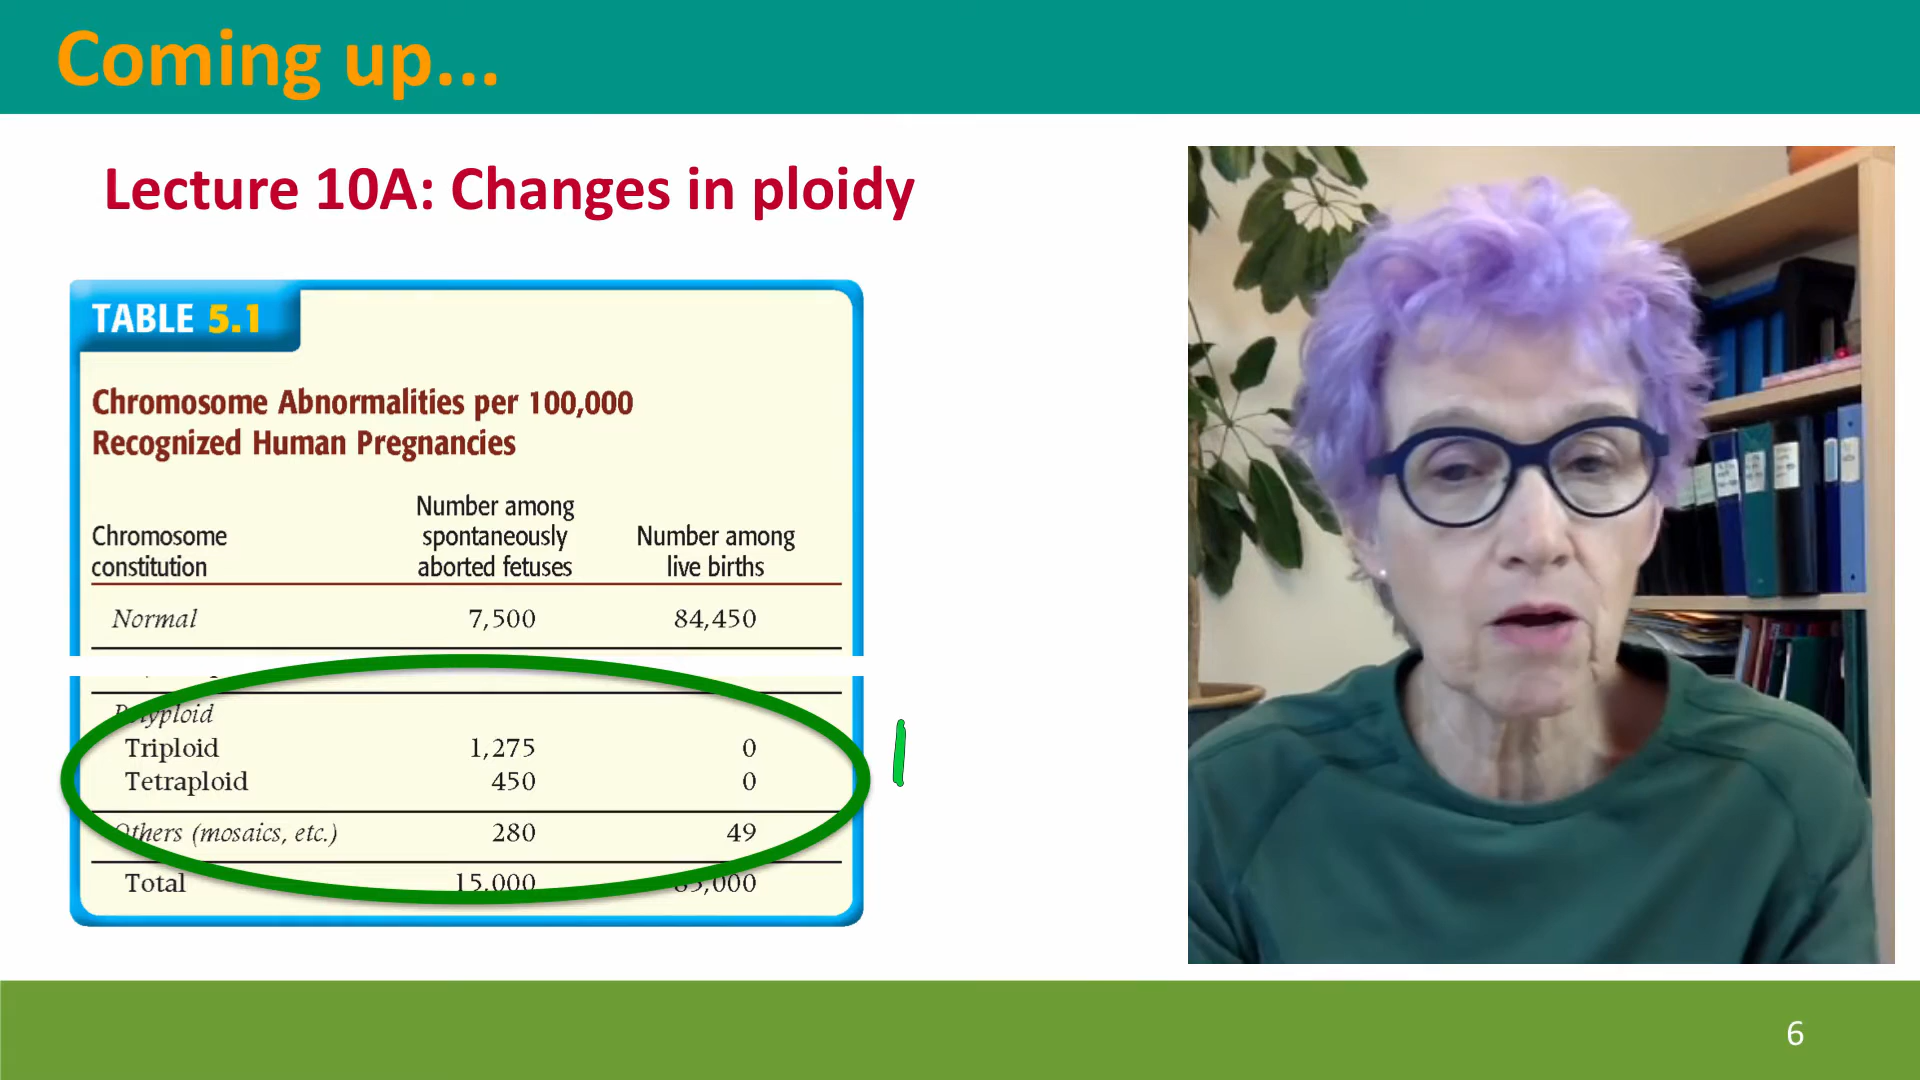 Coming up...
Lecture 10A: Changes in ploidy
TABLE 5.1
Chromosome Abnormalities per 100,000
Recognized Human Pregnancies
Chromosome constitution
Number among spontaneously aborted fetuses
Number among live births
Normal 7,500 84,450
Polyploid
Triploid 1,275 0
Tetraploid 450 0
Others (mosaics, etc.) 280 49
Total 15,000 85,000
6